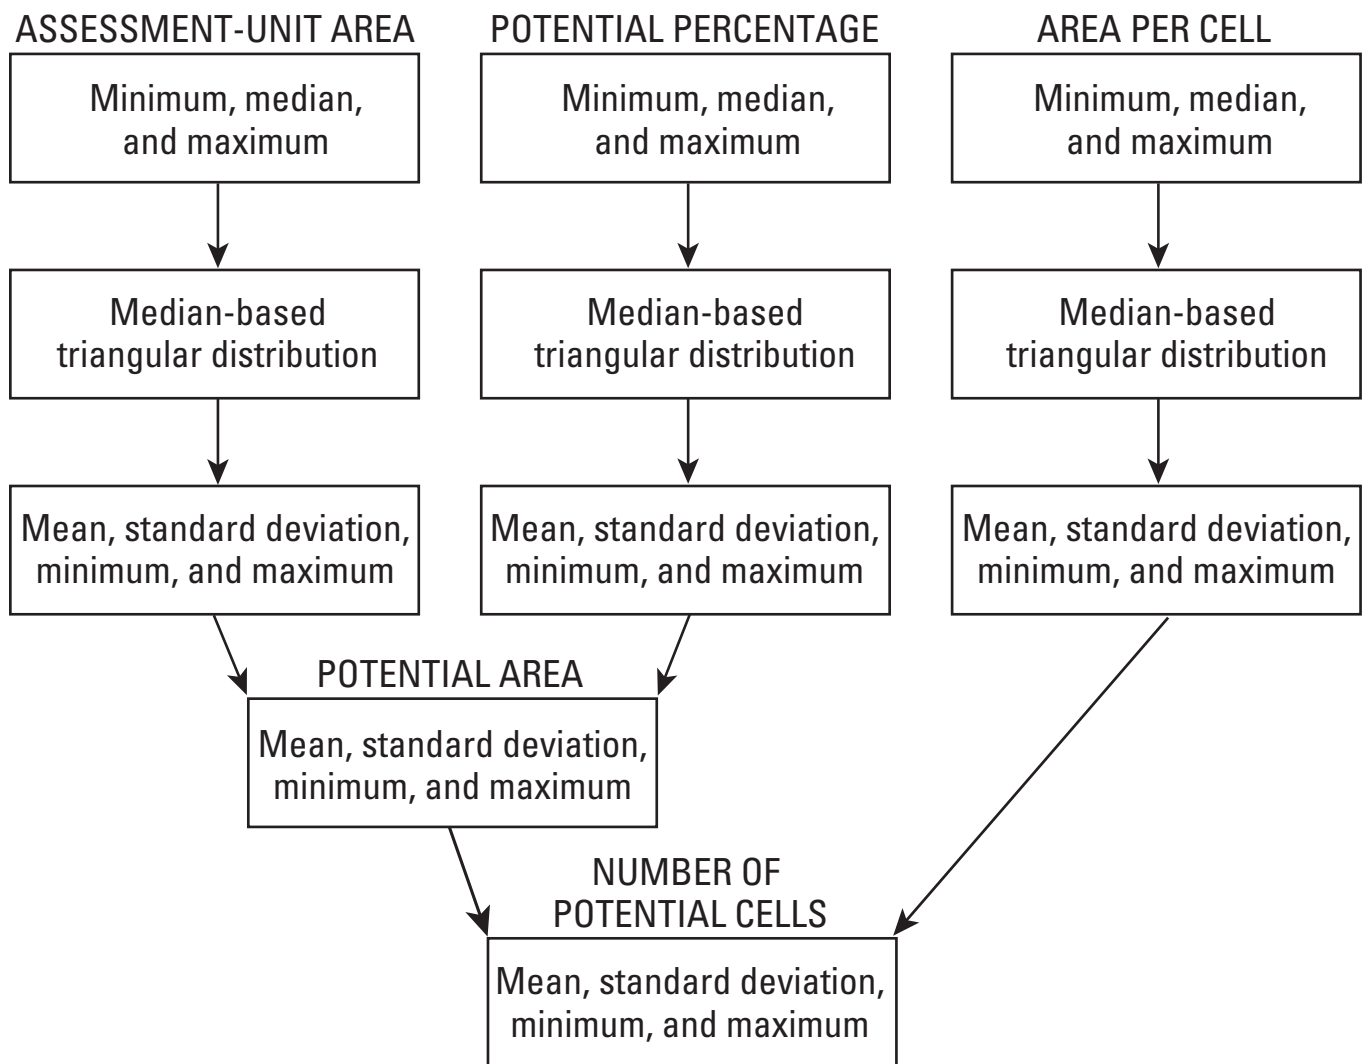 ASSESSMENT-UNIT AREA
Minimum, median,
and maximum
Median-based
triangular distribution
Mean, standard deviation,
minimum, and maximum
POTENTIAL PERCENTAGE
Minimum, median,
and maximum
Median-based
triangular distribution
Mean, standard deviation,
minimum, and maximum
AREA PER CELL
Minimum, median,
and maximum
Median-based
triangular distribution
Mean, standard deviation,
minimum, and maximum
POTENTIAL AREA
Mean, standard deviation,
minimum, and maximum
NUMBER OF
POTENTIAL CELLS
Mean, standard deviation,
minimum, and maximum